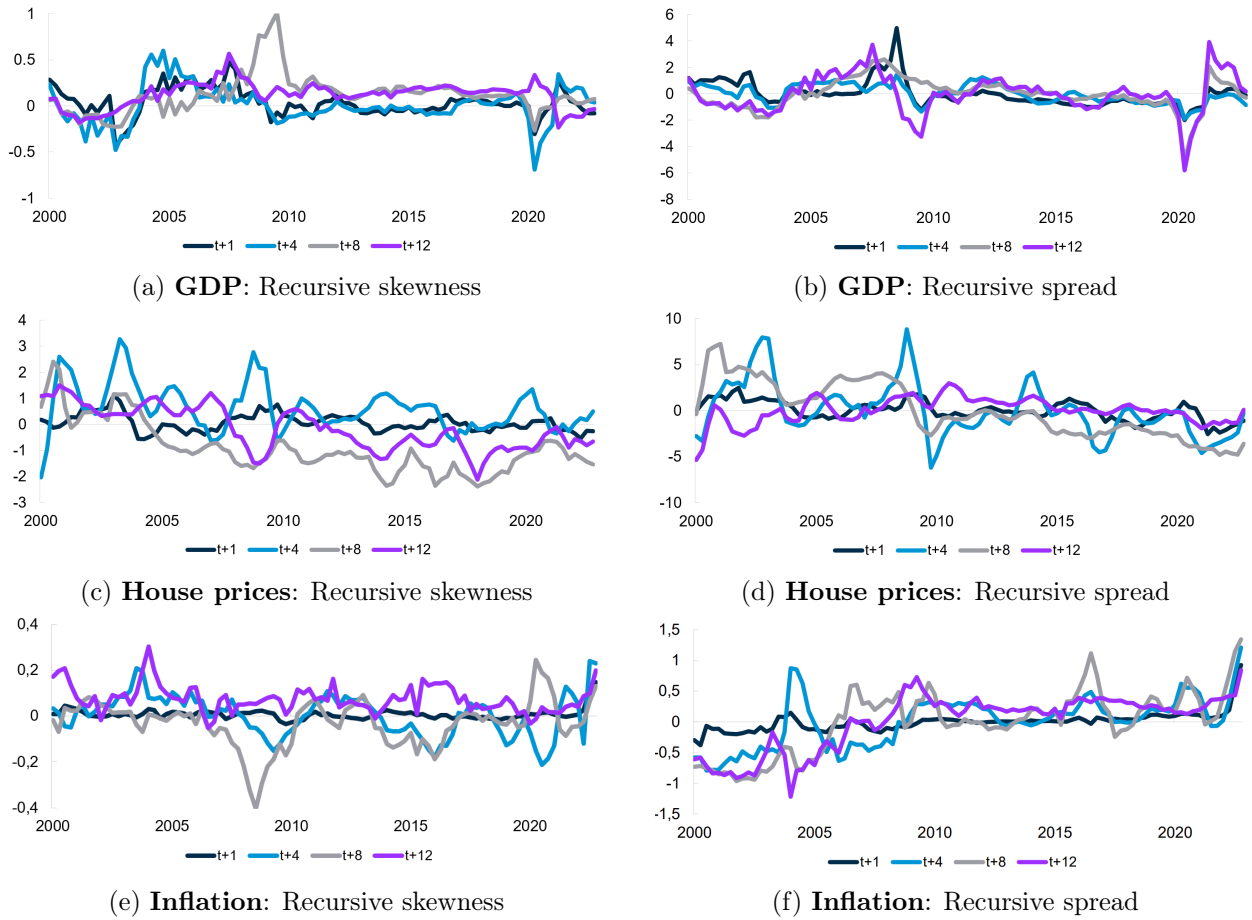 1
0.5
0
-0.5
-1
2000 2005 2010 2015 2020
t+1 t+4 t+8 t+12
(a) GDP: Recursive skewness
6
4
2
0
-2
-4
-6
-8
2000 2005 2010 2015 2020
t+1 t+4 t+8 t+12
(b) GDP: Recursive spread
4
3
2
1
0
-1
-2
-3
2000 2005 2010 2015 2020
t+1 t+4 t+8 t+12
(c) House prices: Recursive skewness
10
5
0
-5
-10
2000 2005 2010 2015 2020
t+1 t+4 t+8 t+12
(d) House prices: Recursive spread
0,4
0,2
0
-0,2
-0,4
2000 2005 2010 2015 2020
t+1 t+4 t+8 t+12
(e) Inflation: Recursive skewness
1,5
1
0,5
0
-0,5
-1
-1,5
2000 2005 2010 2015 2020
t+1 t+4 t+8 t+12
(f) Inflation: Recursive spread